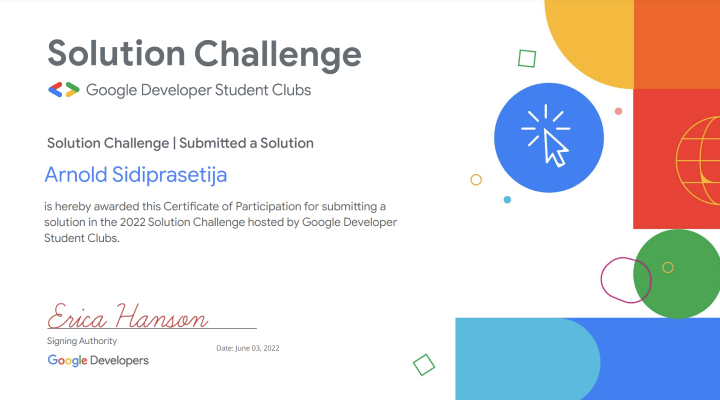 Solution Challenge
Google Developer Student Clubs
Solution Challenge | Submitted a Solution
Arnold Sidiprasetija
is hereby awarded this Certificate of Participation for submitting a
solution in the 2022 Solution Challenge hosted by Google Developer
Student Clubs.
Erica Hanson
Signing Authority
Date: June 03, 2022
Google Developers